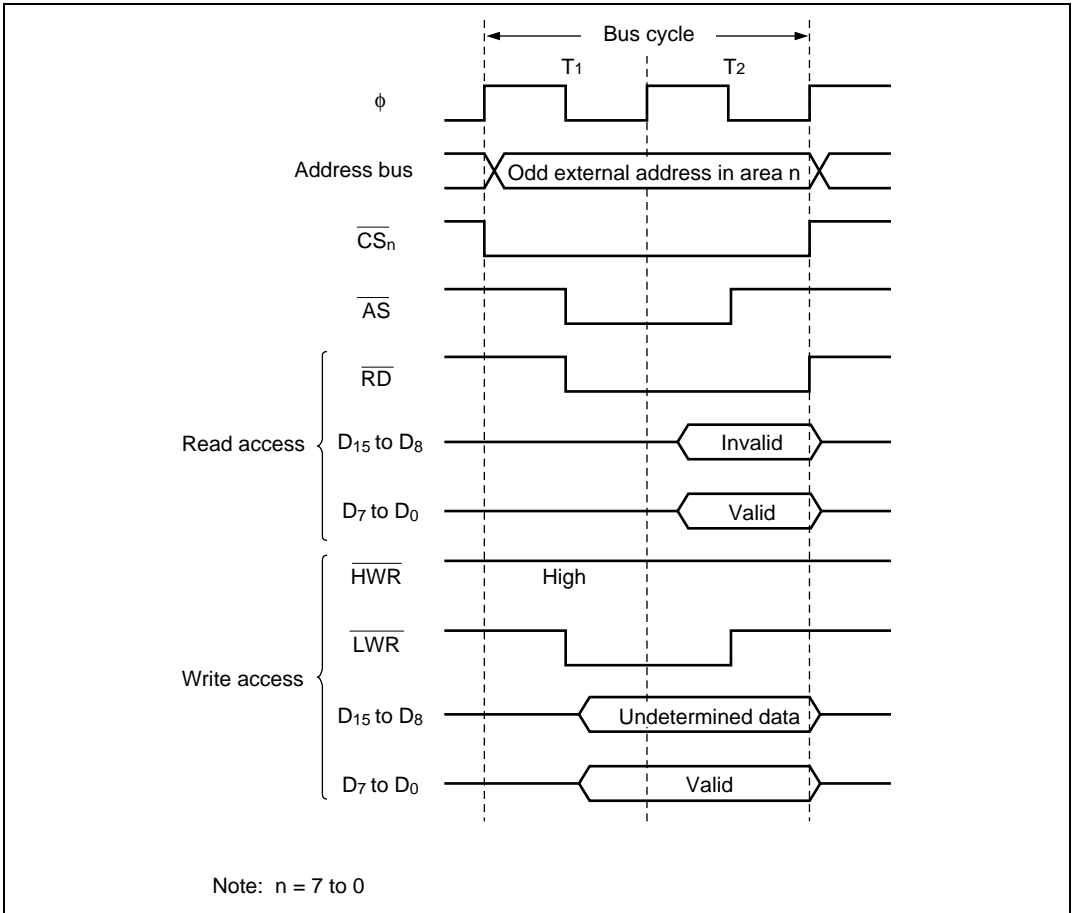 Bus cycle
T1 T2
ϕ
Address bus Odd external address in area n
CSn
AS
RD
Read access D15 to D8 Invalid
D7 to D0 Valid
HWR High
LWR
Write access
D15 to D8 Undetermined data
D7 to D0 Valid
Note: n = 7 to 0